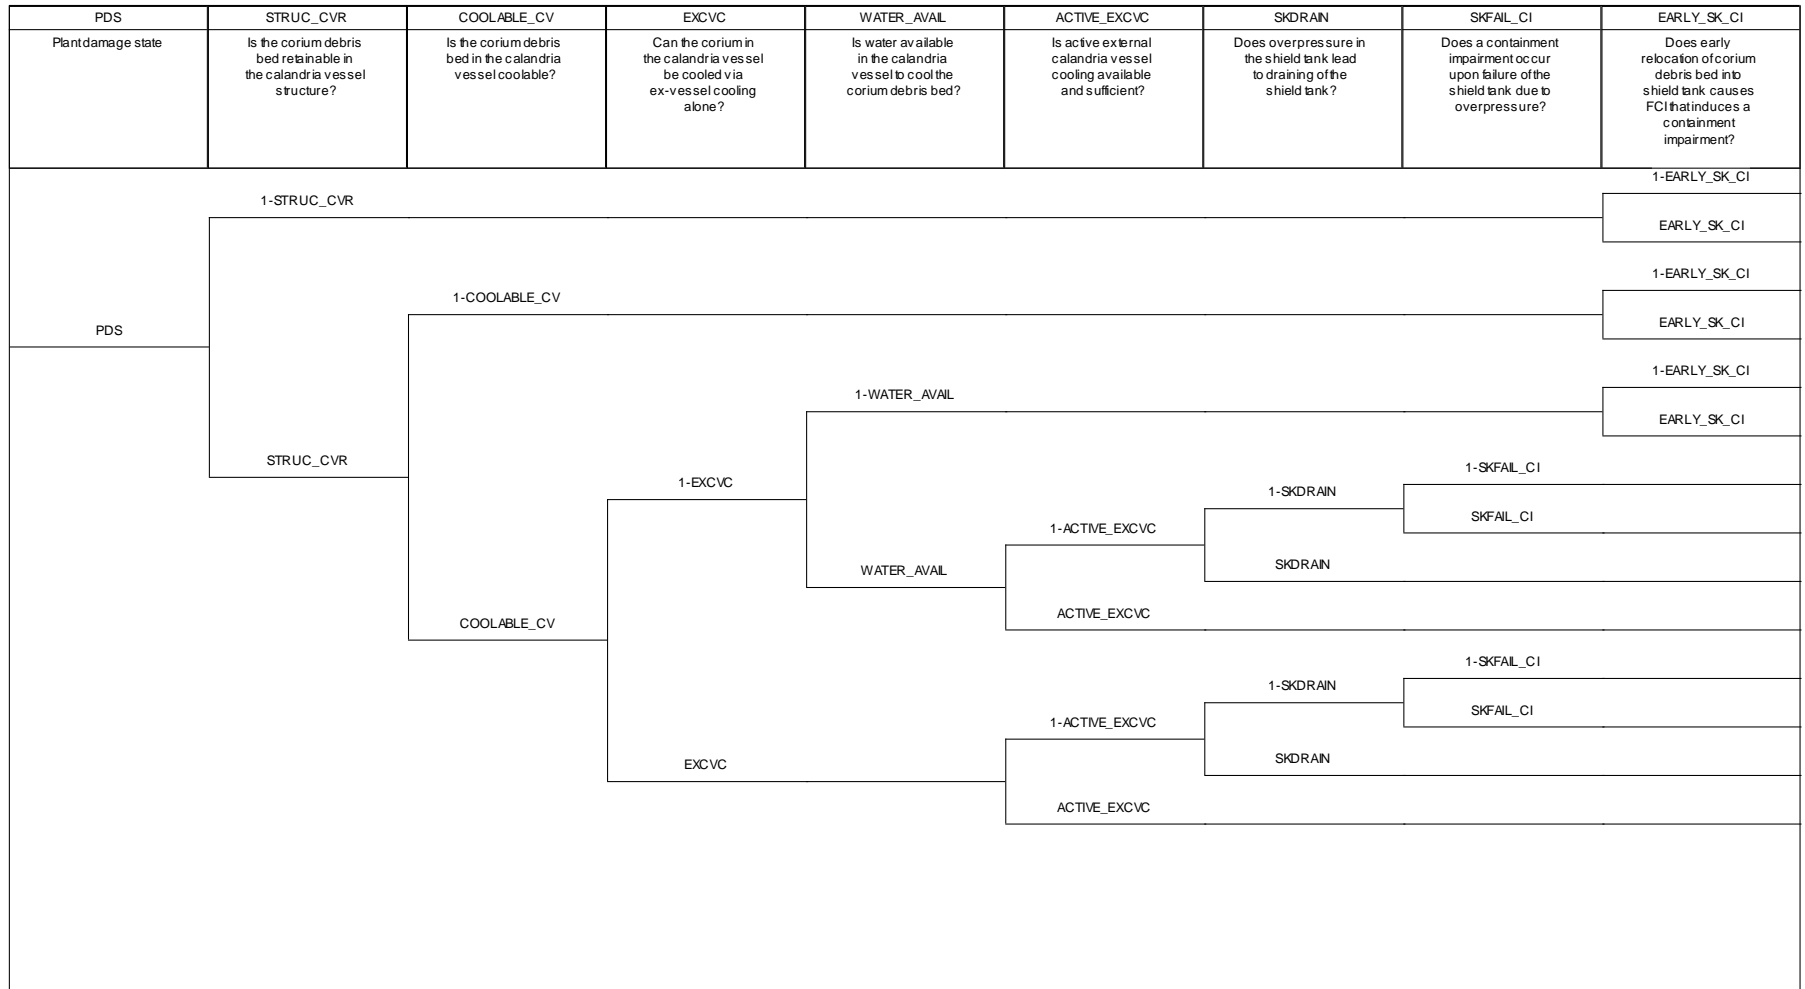 PDS STRUC_CVR COOLABLE_CV EXCVC WATER_AVAIL ACTIVE_EXCVC SKDRAIN SKFAIL_CI EARLY_SK_CI
Plant damage state
Is the corium debris
bed retainable in
the calandria vessel
structure?
Is the corium debris
bed in the calandria
vessel coolable?
Can the corium in
the calandria vessel
be cooled via
ex-vessel cooling
alone?
Is water available
in the calandria
vessel to cool the
corium debris bed?
Is active external
calandria vessel
cooling available
and sufficient?
Does overpressure in
the shield tank lead
to draining of the
shield tank?
Does a containment
impairment occur
upon failure of the
shield tank due to
overpressure?
Does early
relocation of corium
debris bed into
shield tank causes
FCI that induces a
containment
impairment?
1-EARLY_SK_CI
1-STRUC_CVR
EARLY_SK_CI
1-EARLY_SK_CI
1-COOLABLE_CV
EARLY_SK_CI
PDS
1-EARLY_SK_CI
1-WATER_AVAIL
EARLY_SK_CI
STRUC_CVR
1-SKFAIL_CI
1-EXCVC
1-SKDRAIN
SKFAIL_CI
1-ACTIVE_EXCVC
SKDRAIN
WATER_AVAIL
ACTIVE_EXCVC
COOLABLE_CV
1-SKFAIL_CI
1-SKDRAIN
SKFAIL_CI
1-ACTIVE_EXCVC
SKDRAIN
EXCVC
ACTIVE_EXCVC